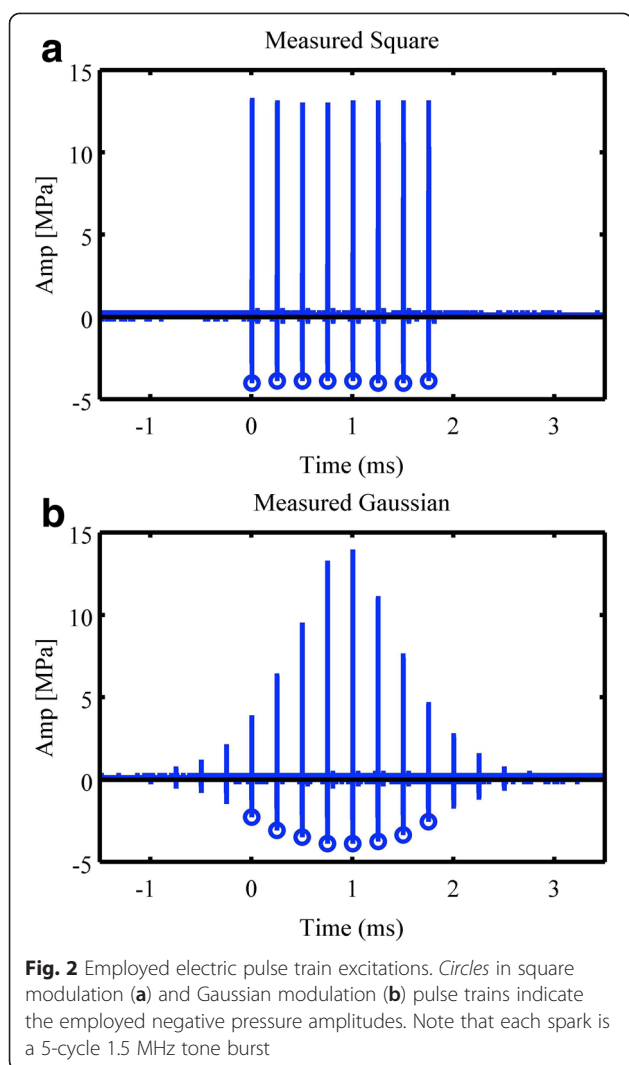 a
Measured Square
15
10
5
0
-5
Amp [MPa]
-1 0 1 2 3
Time (ms)
b
Measured Gaussian
15
10
5
0
-5
Amp [MPa]
-1 0 1 2 3
Time (ms)
Fig. 2 Employed electric pulse train excitations. Circles in square
modulation (a) and Gaussian modulation (b) pulse trains indicate
the employed negative pressure amplitudes. Note that each spark is
a 5-cycle 1.5 MHz tone burst